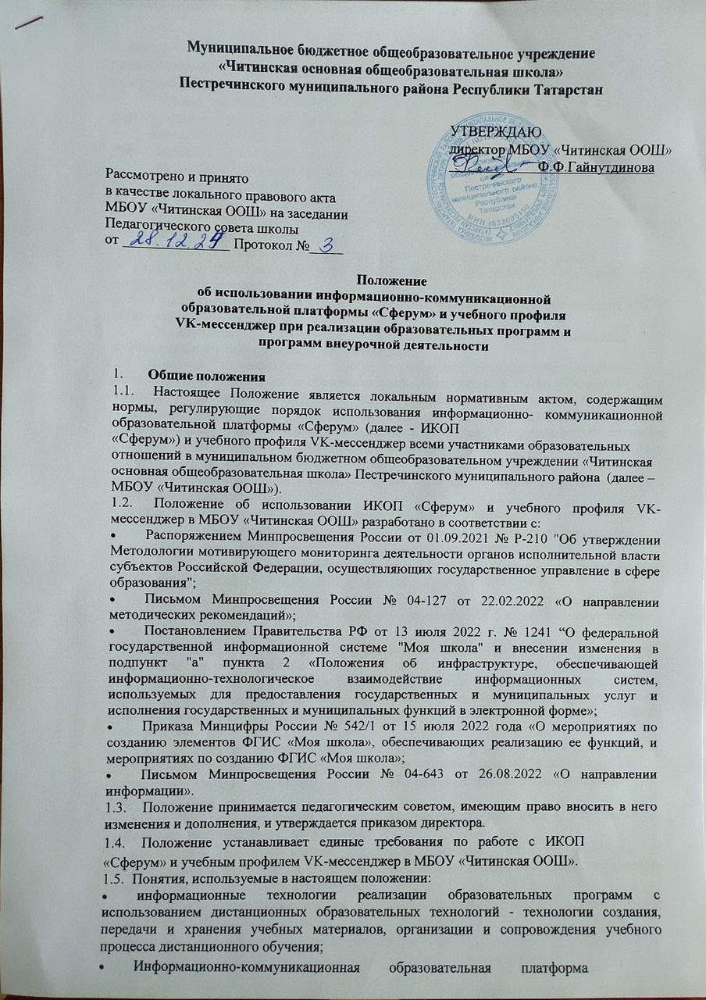 Муниципальное бюджетное общеобразовательное учреждение
«Читинская основная общеобразовательная школа»
Пестречинского муниципального района Республики Татарстан
УТВЕРЖДАЮ
директор МБОУ «Читинская ООШ»
Ф.Ф.Гайнутдинова
Пестречинского
муниципального района
Республики
Татарстан
Рассмотрено и принято
в качестве локального правового акта
МБОУ «Читинская ООШ» на заседании
Педагогического совета школы
от 28.12.24 Протокол № 3
Положение
об использовании информационно-коммуникационной
образовательной платформы «Сферум» и учебного профиля
VK-мессенджер при реализации образовательных программ и
программ внеурочной деятельности
1. Общие положения
1.1. Настоящее Положение является локальным нормативным актом, содержащим
нормы, регулирующие порядок использования информационно- коммуникационной
образовательной платформы «Сферум» (далее - ИКОП
«Сферум») и учебного профиля VK-мессенджер всеми участниками образовательных
отношений в муниципальном бюджетном общеобразовательном учреждении «Читинская
основная общеобразовательная школа» Пестречинского муниципального района (далее –
МБОУ «Читинская ООШ»).
1.2. Положение об использовании ИКОП «Сферум» и учебного профиля VK-
мессенджер в МБОУ «Читинская ООШ» разработано в соответствии с:
• Распоряжением Минпросвещения России от 01.09.2021 № Р-210 "Об утверждении
Методологии мотивирующего мониторинга деятельности органов исполнительной власти
субъектов Российской Федерации, осуществляющих государственное управление в сфере
образования";
• Письмом Минпросвещения России № 04-127 от 22.02.2022 «О направлении
методических рекомендаций»;
• Постановлением Правительства РФ от 13 июля 2022 г. № 1241 “О федеральной
государственной информационной системе "Моя школа" и внесении изменения в
подпункт "а" пункта 2 «Положения об инфраструктуре, обеспечивающей
информационно-технологическое взаимодействие информационных систем,
используемых для предоставления государственных и муниципальных услуг и
исполнения государственных и муниципальных функций в электронной форме»;
• Приказа Минцифры России № 542/1 от 15 июля 2022 года «О мероприятиях по
созданию элементов ФГИС «Моя школа», обеспечивающих реализацию ее функций, и
мероприятиях по созданию ФГИС «Моя школа»;
• Письмом Минпросвещения России № 04-643 от 26.08.2022 «О направлении
информации».
1.3. Положение принимается педагогическим советом, имеющим право вносить в него
изменения и дополнения, и утверждается приказом директора.
1.4. Положение устанавливает единые требования по работе с ИКОП
«Сферум» и учебным профилем VK-мессенджер в МБОУ «Читинская ООШ».
1.5. Понятия, используемые в настоящем положении:
• информационные технологии реализации образовательных программ с
использованием дистанционных образовательных технологий - технологии создания,
передачи и хранения учебных материалов, организации и сопровождения учебного
процесса дистанционного обучения;
• Информационно-коммуникационная образовательная платформа